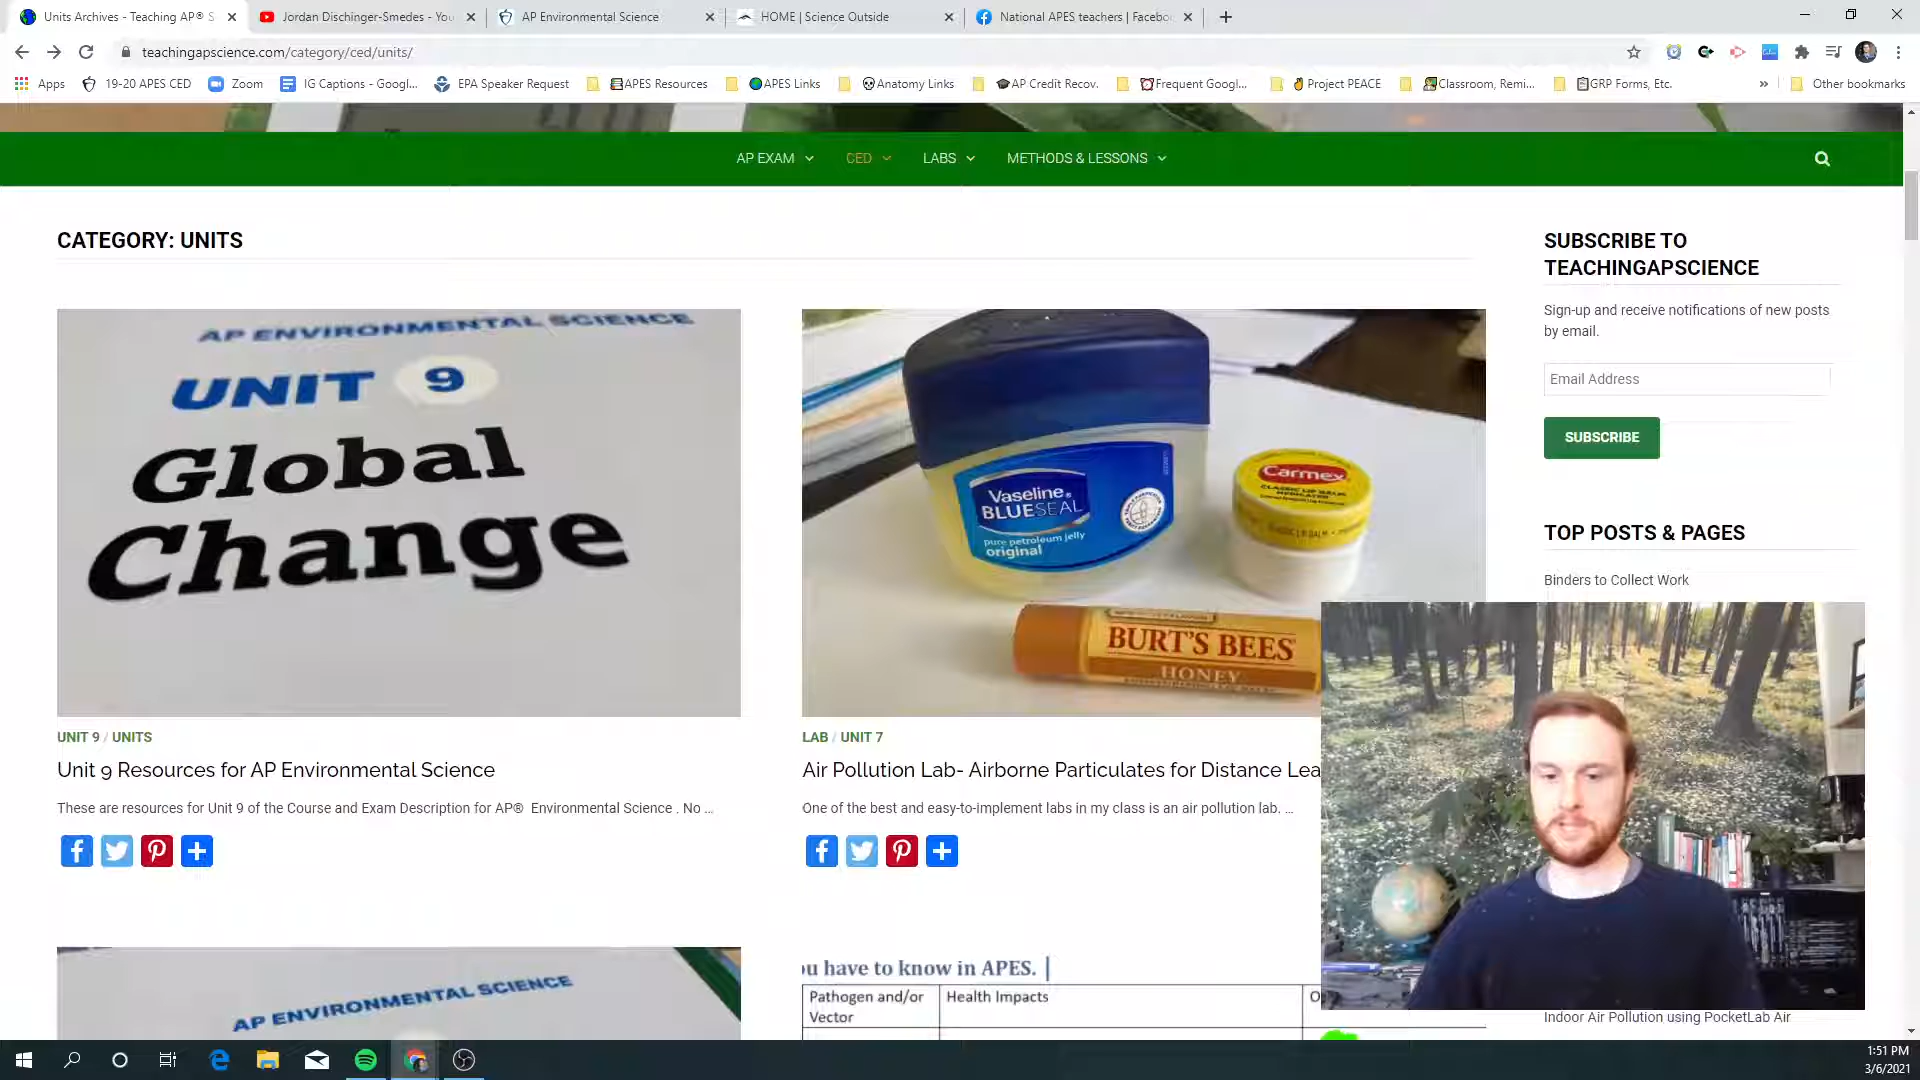 Units Archives - Teaching AP® S
Jordan Dischinger-Smedes - You
AP Environmental Science
HOME | Science Outside
National APES teachers | Facebo
teachingapscience.com/category/ced/units/
Apps
19-20 APES CED
Zoom
IG Captions - Googl...
EPA Speaker Request
APES Resources
APES Links
Anatomy Links
AP Credit Recov.
Frequent Googl...
Project PEACE
Classroom, Remi...
GRP Forms, Etc.
Other bookmarks
AP EXAM
CED
LABS
METHODS & LESSONS
CATEGORY: UNITS
AP ENVIRONMENTAL SCIENCE
UNIT 9
Global
Change
Vaseline®
BLUESEAL
pure petroleum jelly
original
Carmex
CLASSIC LIP BALM
MEDICATED
BURT'S BEES
HONEY
UNIT 9 / UNITS
Unit 9 Resources for AP Environmental Science
These are resources for Unit 9 of the Course and Exam Description for AP® Environmental Science . No ...
LAB / UNIT 7
Air Pollution Lab- Airborne Particulates for Distance Lea
One of the best and easy-to-implement labs in my class is an air pollution lab. ...
AP ENVIRONMENTAL SCIENCE
ou have to know in APES.
Pathogen and/or
Vector
Health Impacts
O
SUBSCRIBE TO
TEACHINGAPSCIENCE
Sign-up and receive notifications of new posts
by email.
Email Address
SUBSCRIBE
TOP POSTS & PAGES
Binders to Collect Work
Indoor Air Pollution using PocketLab Air
1:51 PM
3/6/2021